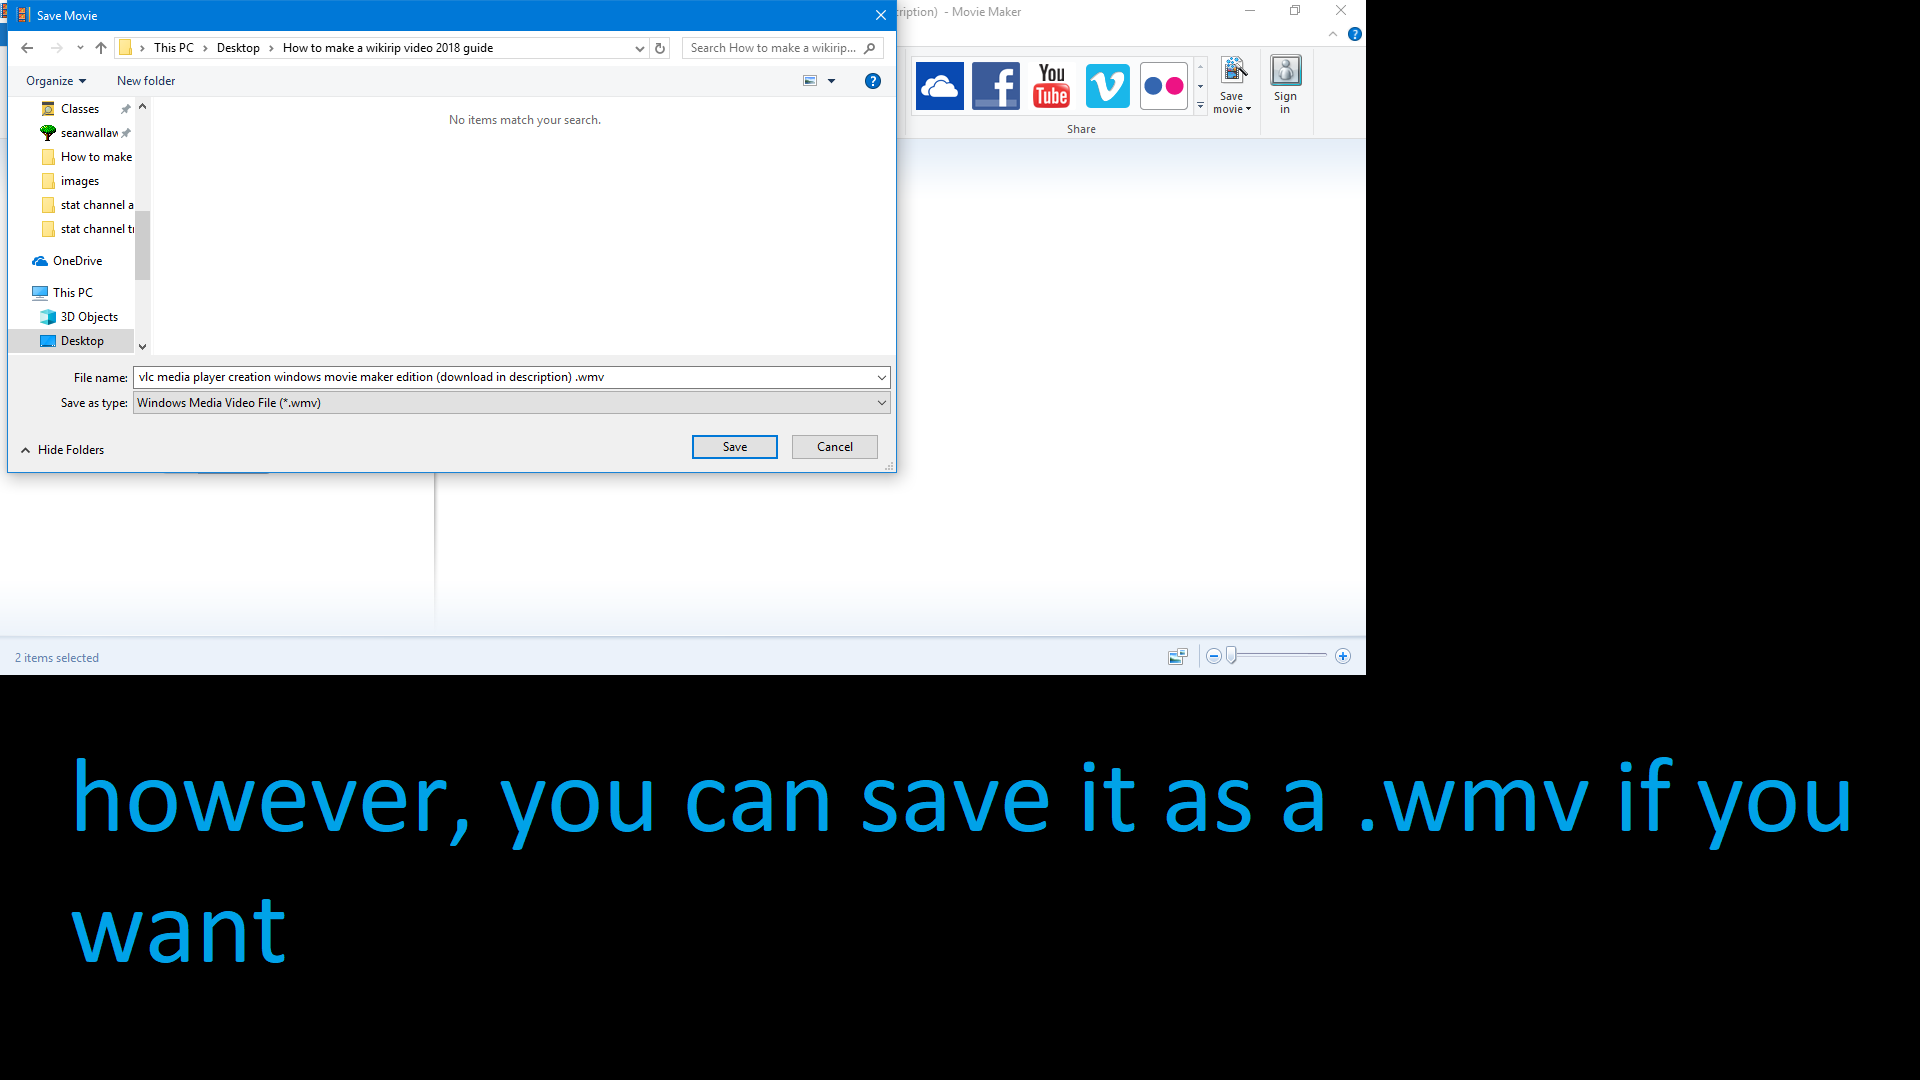 Save Movie
ription) - Movie Maker
This PC > Desktop > How to make a wikirip video 2018 guide
Search How to make a wikirip...
Organize
New folder
Classes
seanwallaw
How to make
images
stat channel a
stat channel tr
OneDrive
This PC
3D Objects
Desktop
No items match your search.
You
Tube
Save
movie
Sign
in
Share
File name: vlc media player creation windows movie maker edition (download in description) .wmv
Save as type: Windows Media Video File (*.wmv)
Hide Folders
Save
Cancel
2 items selected
however, you can save it as a .wmv if you
want